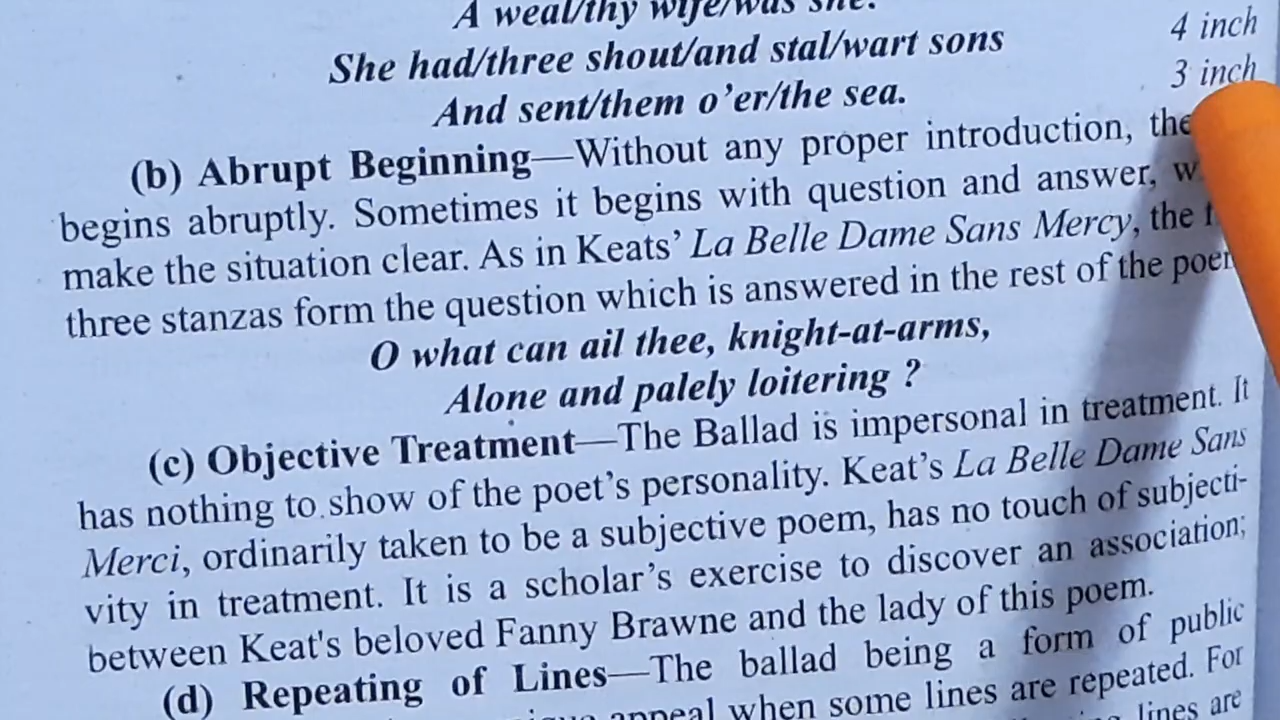 A weal/thy wife/was she.
She had/three shout/and stal/wart sons 4 inch
And sent/them o'er/the sea. 3 inch
(b) Abrupt Beginning—Without any proper introduction, the
begins abruptly. Sometimes it begins with question and answer,
make the situation clear. As in Keats' La Belle Dame Sans Mercy, the
three stanzas form the question which is answered in the rest of the
O what can ail thee, knight-at-arms,
Alone and palely loitering ?
(c) Objective Treatment—The Ballad is impersonal in treatment. It
has nothing to show of the poet's personality. Keat's La Belle Dame Sans
Merci, ordinarily taken to be a subjective poem, has no touch of subjecti-
vity in treatment. It is a scholar's exercise to discover an association;
between Keat's beloved Fanny Brawne and the lady of this poem.
(d) Repeating of Lines—The ballad being a form of public
appeal when some lines are repeated. For
lines are